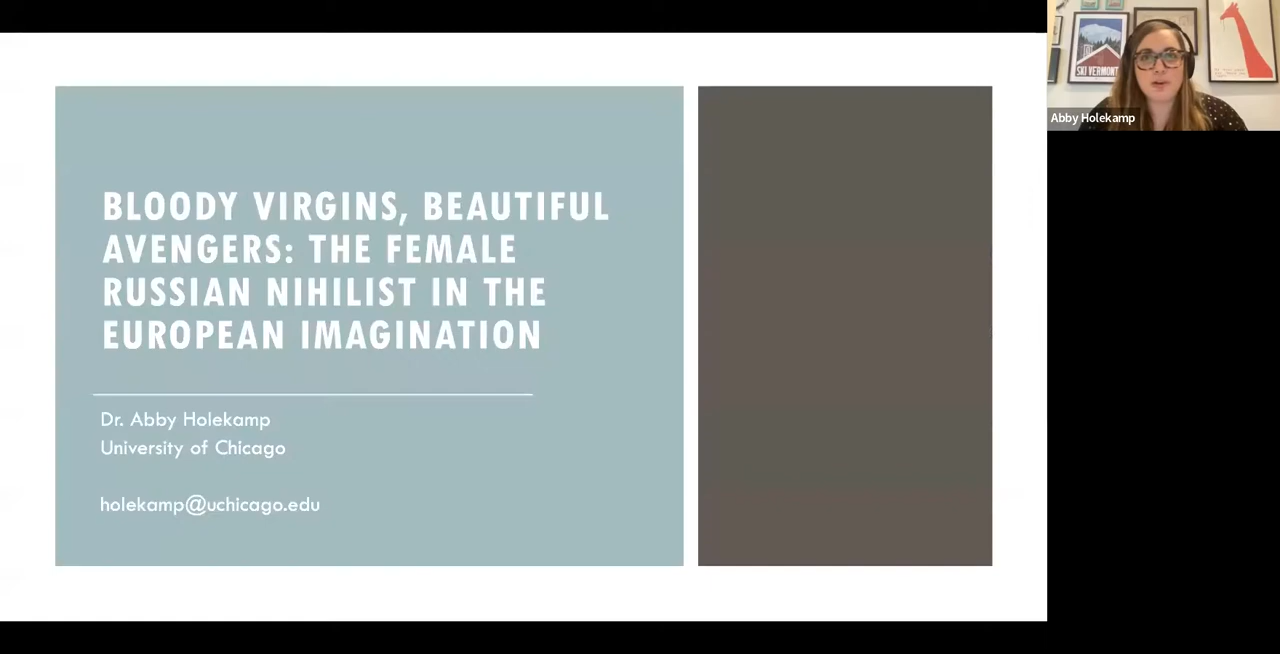 BLOODY VIRGINS, BEAUTIFUL
AVENGERS: THE FEMALE
RUSSIAN NIHILIST IN THE
EUROPEAN IMAGINATION
Dr. Abby Holekamp
University of Chicago
holekamp@uchicago.edu
SKI VERMONT
Abby Holekamp